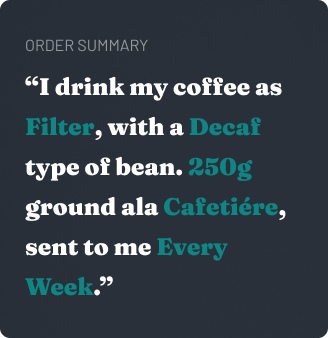 ORDER SUMMARY
“I drink my coffee as
Filter, with a Decaf
type of bean. 250g
ground ala Cafetiére,
sent to me Every
Week.”